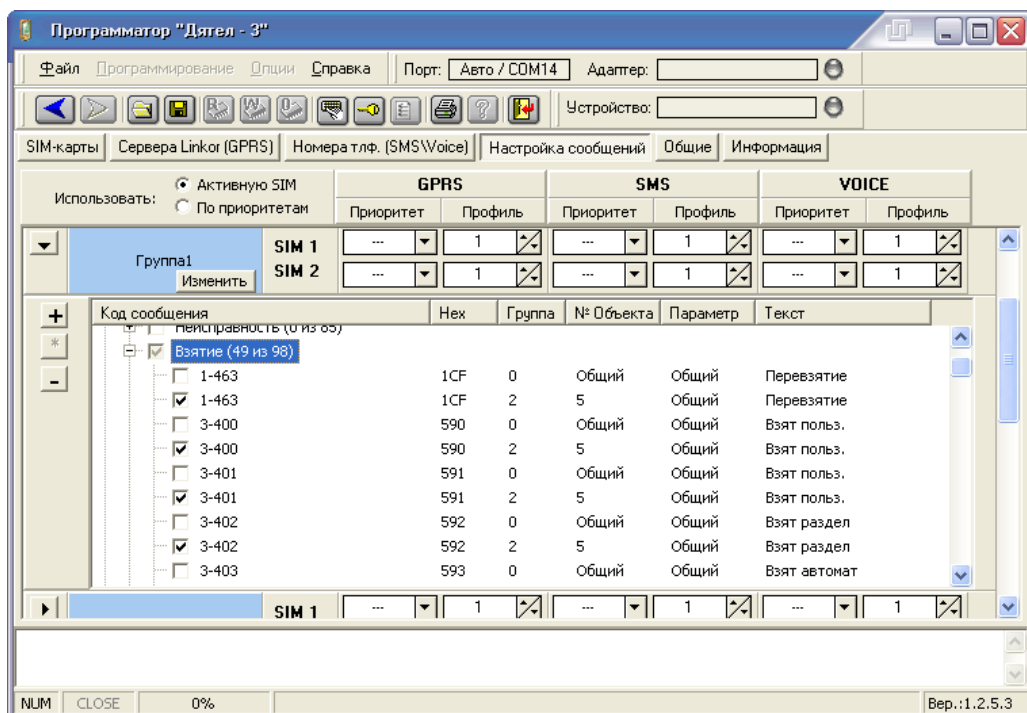 Программатор "Дятел - 3"
Файл Программирование Опции Справка Порт: Авто / COM14 Адаптер:
Устройство:
SIM-карты Сервера Linkor (GPRS) Номера тлф. (SMS\Voice) Настройка сообщений Общие Информация
Использовать: Активную SIM По приоритетам GPRS SMS VOICE
Приоритет Профиль Приоритет Профиль Приоритет Профиль
SIM 1 --- 1 --- 1 --- 1
Группа1 Изменить
SIM 2 --- 1 --- 1 --- 1
Код сообщения Hex Группа № Объекта Параметр Текст
Неисправность (0 из 85)
Взятие (49 из 98)
1-463 1CF 0 Общий Общий Перевзятие
1-463 1CF 2 5 Общий Перевзятие
3-400 590 0 Общий Общий Взят польз.
3-400 590 2 5 Общий Взят польз.
3-401 591 0 Общий Общий Взят польз.
3-401 591 2 5 Общий Взят польз.
3-402 592 0 Общий Общий Взят раздел
3-402 592 2 5 Общий Взят раздел
3-403 593 0 Общий Общий Взят автомат
SIM 1 --- 1 --- 1 --- 1
NUM CLOSE 0% Вер.:1.2.5.3